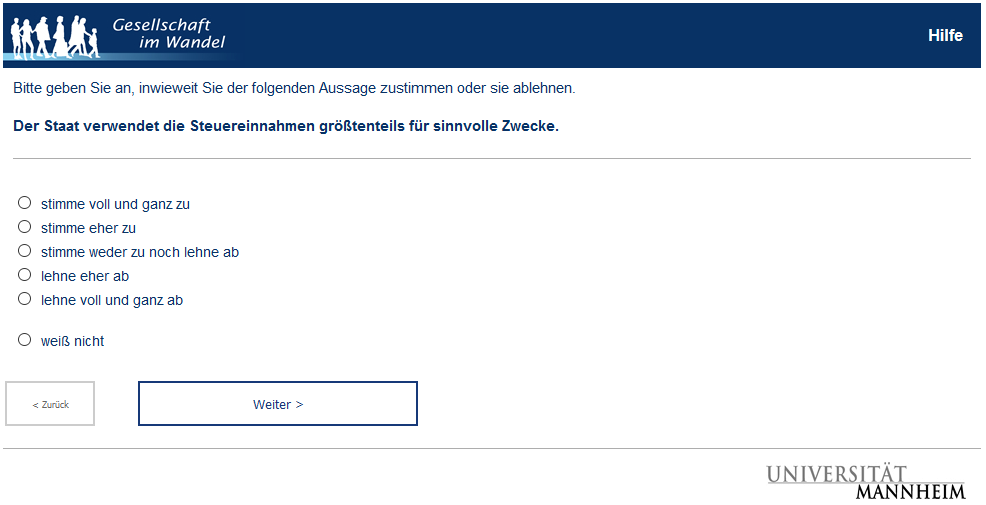 Gesellschaft
im Wandel
Hilfe
Bitte geben Sie an, inwieweit Sie der folgenden Aussage zustimmen oder sie ablehnen.
Der Staat verwendet die Steuereinnahmen größtenteils für sinnvolle Zwecke.
stimme voll und ganz zu
stimme eher zu
stimme weder zu noch lehne ab
lehne eher ab
lehne voll und ganz ab
weiß nicht
< Zurück
Weiter >
UNIVERSITÄT
MANNHEIM